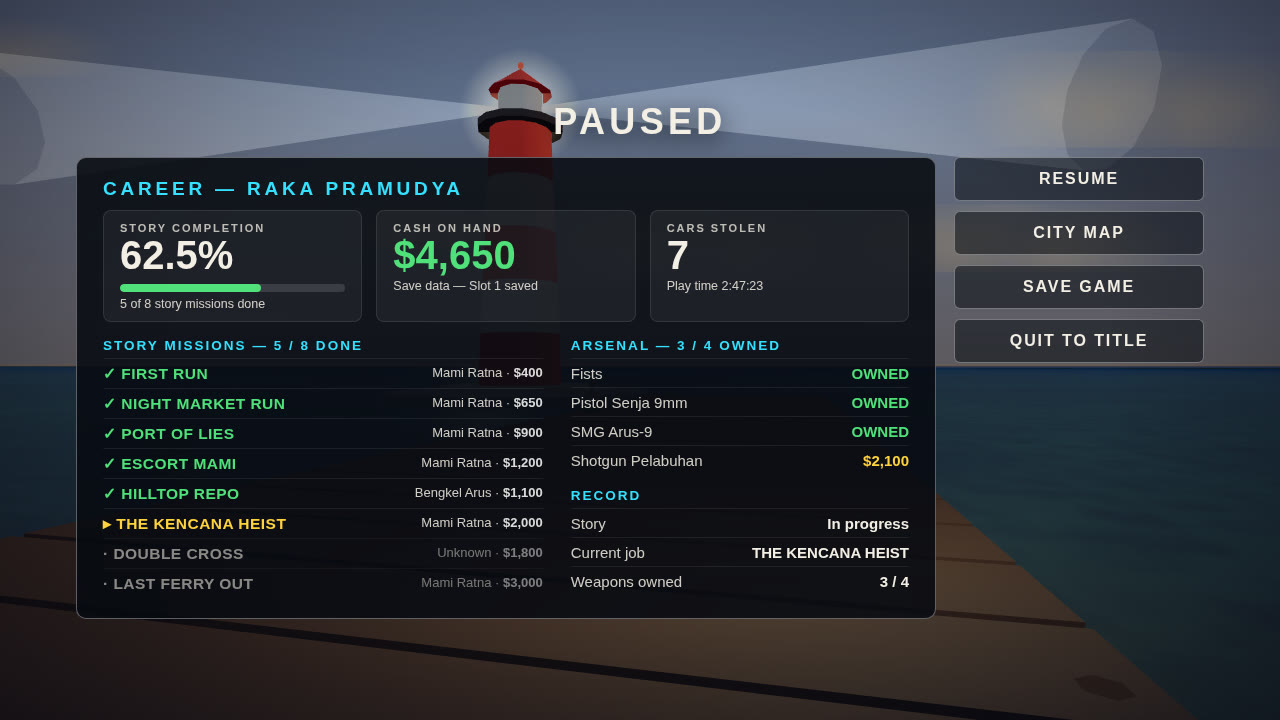 PAUSED
CAREER — RAKA PRAMUDYA
STORY COMPLETION
62.5%
5 of 8 story missions done
CASH ON HAND
$4,650
Save data — Slot 1 saved
CARS STOLEN
7
Play time 2:47:23
STORY MISSIONS — 5 / 8 DONE
✓ FIRST RUN Mami Ratna · $400
✓ NIGHT MARKET RUN Mami Ratna · $650
✓ PORT OF LIES Mami Ratna · $900
✓ ESCORT MAMI Mami Ratna · $1,200
✓ HILLTOP REPO Bengkel Arus · $1,100
▸ THE KENCANA HEIST Mami Ratna · $2,000
· DOUBLE CROSS Unknown · $1,800
· LAST FERRY OUT Mami Ratna · $3,000
ARSENAL — 3 / 4 OWNED
Fists OWNED
Pistol Senja 9mm OWNED
SMG Arus-9 OWNED
Shotgun Pelabuhan $2,100
RECORD
Story In progress
Current job THE KENCANA HEIST
Weapons owned 3 / 4
RESUME
CITY MAP
SAVE GAME
QUIT TO TITLE